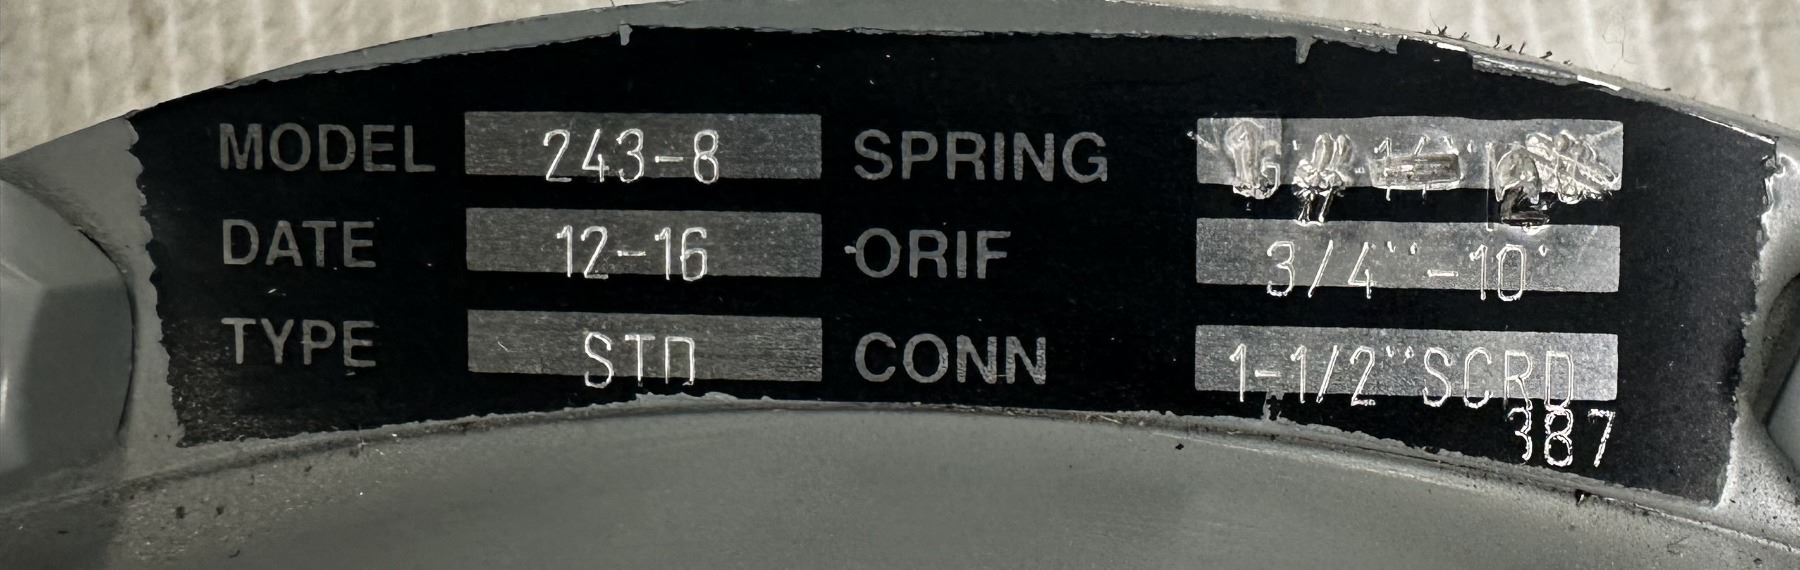 MODEL 243-8 SPRING
DATE 12-16 ORIF 3/4"-10°
TYPE STD CONN 1-1/2" SCRD
387